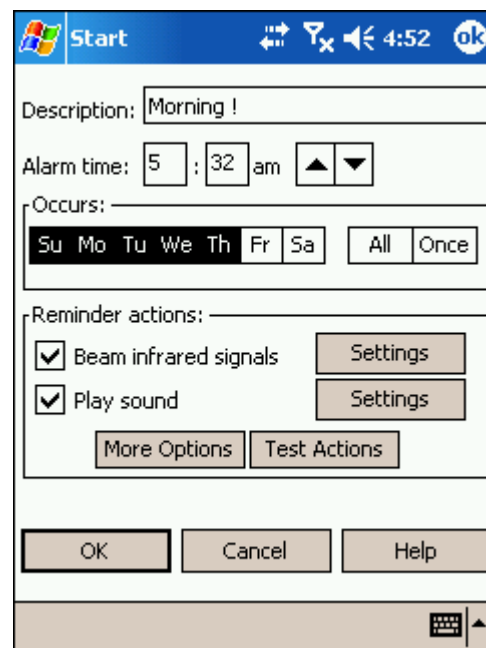 Start 4:52 ok
Description: Morning !
Alarm time: 5 : 32 am
Occurs:
Su Mo Tu We Th Fr Sa All Once
Reminder actions:
Beam infrared signals Settings
Play sound Settings
More Options Test Actions
OK Cancel Help